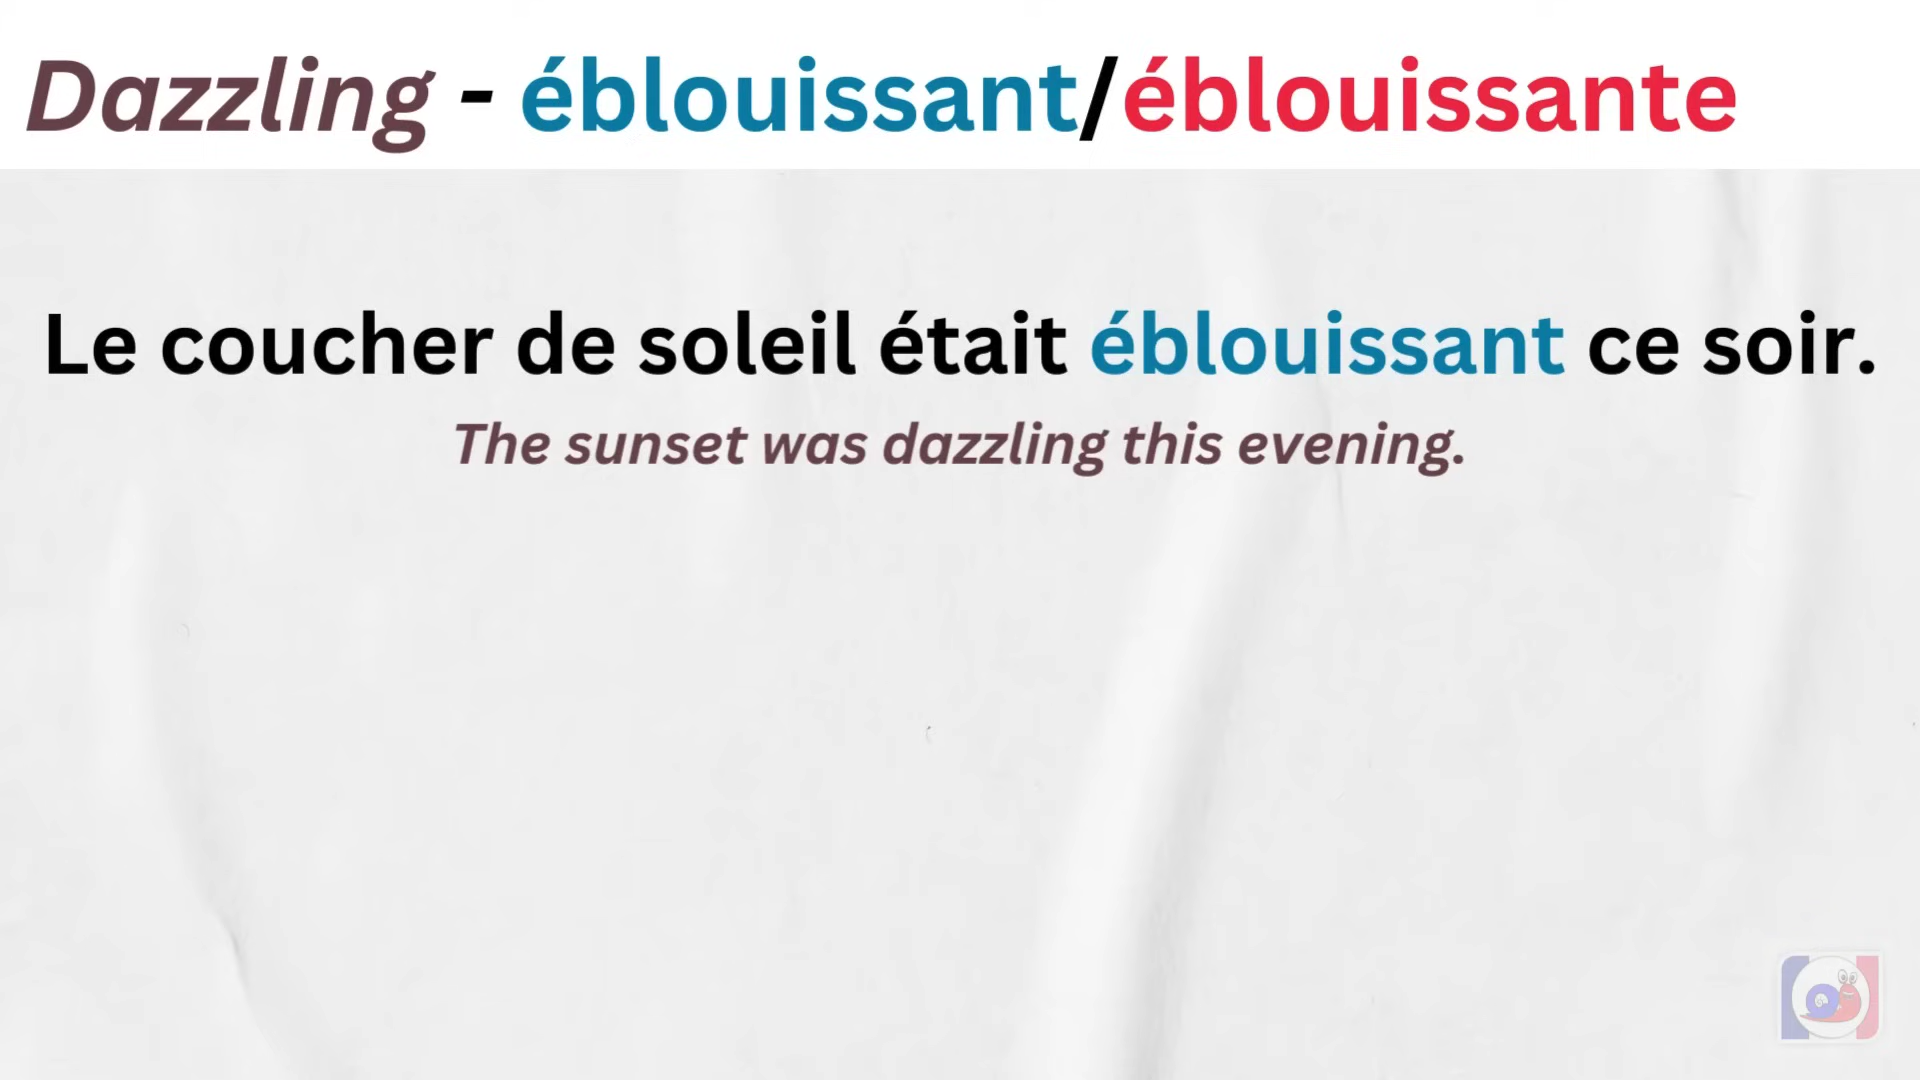 Dazzling - éblouissant/éblouissante
Le coucher de soleil était éblouissant ce soir.
The sunset was dazzling this evening.